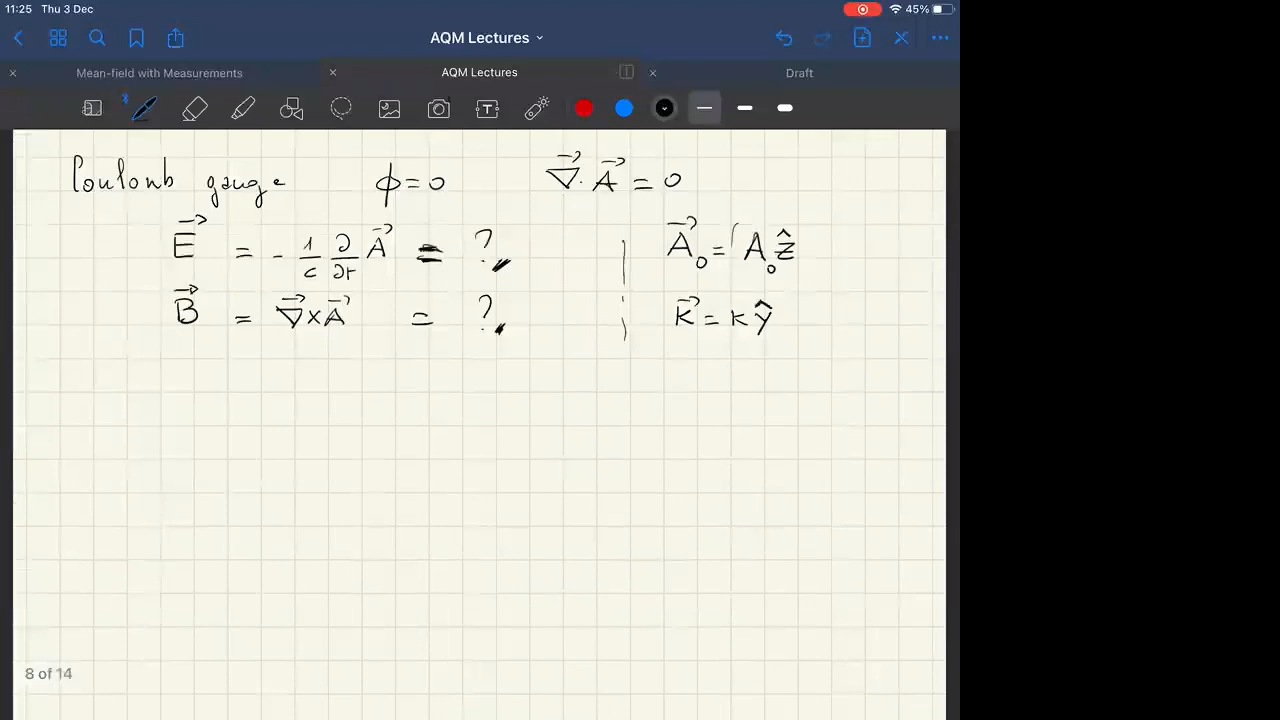 11:25 Thu 3 Dec 45%
AQM Lectures
Mean-field with Measurements AQM Lectures Draft
Coulomb gauge φ = 0 ∇⃗·A⃗ = 0
E⃗ = - 1/c ∂/∂t A⃗ = ? | A⃗₀ = A₀ ẑ
B⃗ = ∇⃗×A⃗ = ? | K⃗ = K ŷ
8 of 14